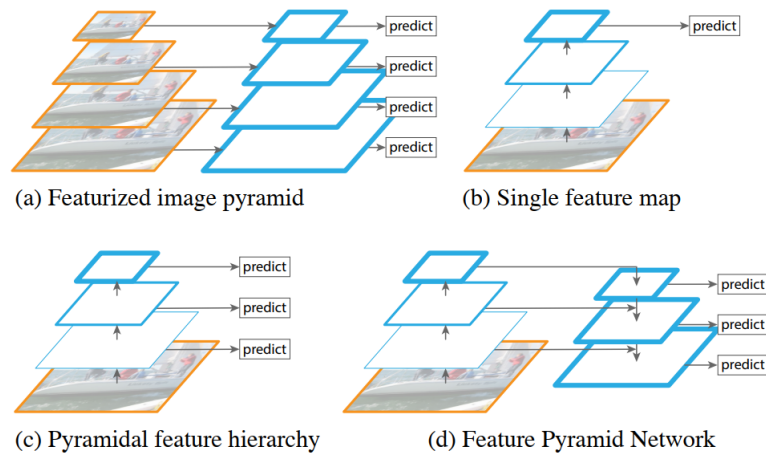 predict
predict
predict
predict
(a) Featurized image pyramid
predict
(b) Single feature map
predict
predict
predict
(c) Pyramidal feature hierarchy
predict
predict
predict
(d) Feature Pyramid Network